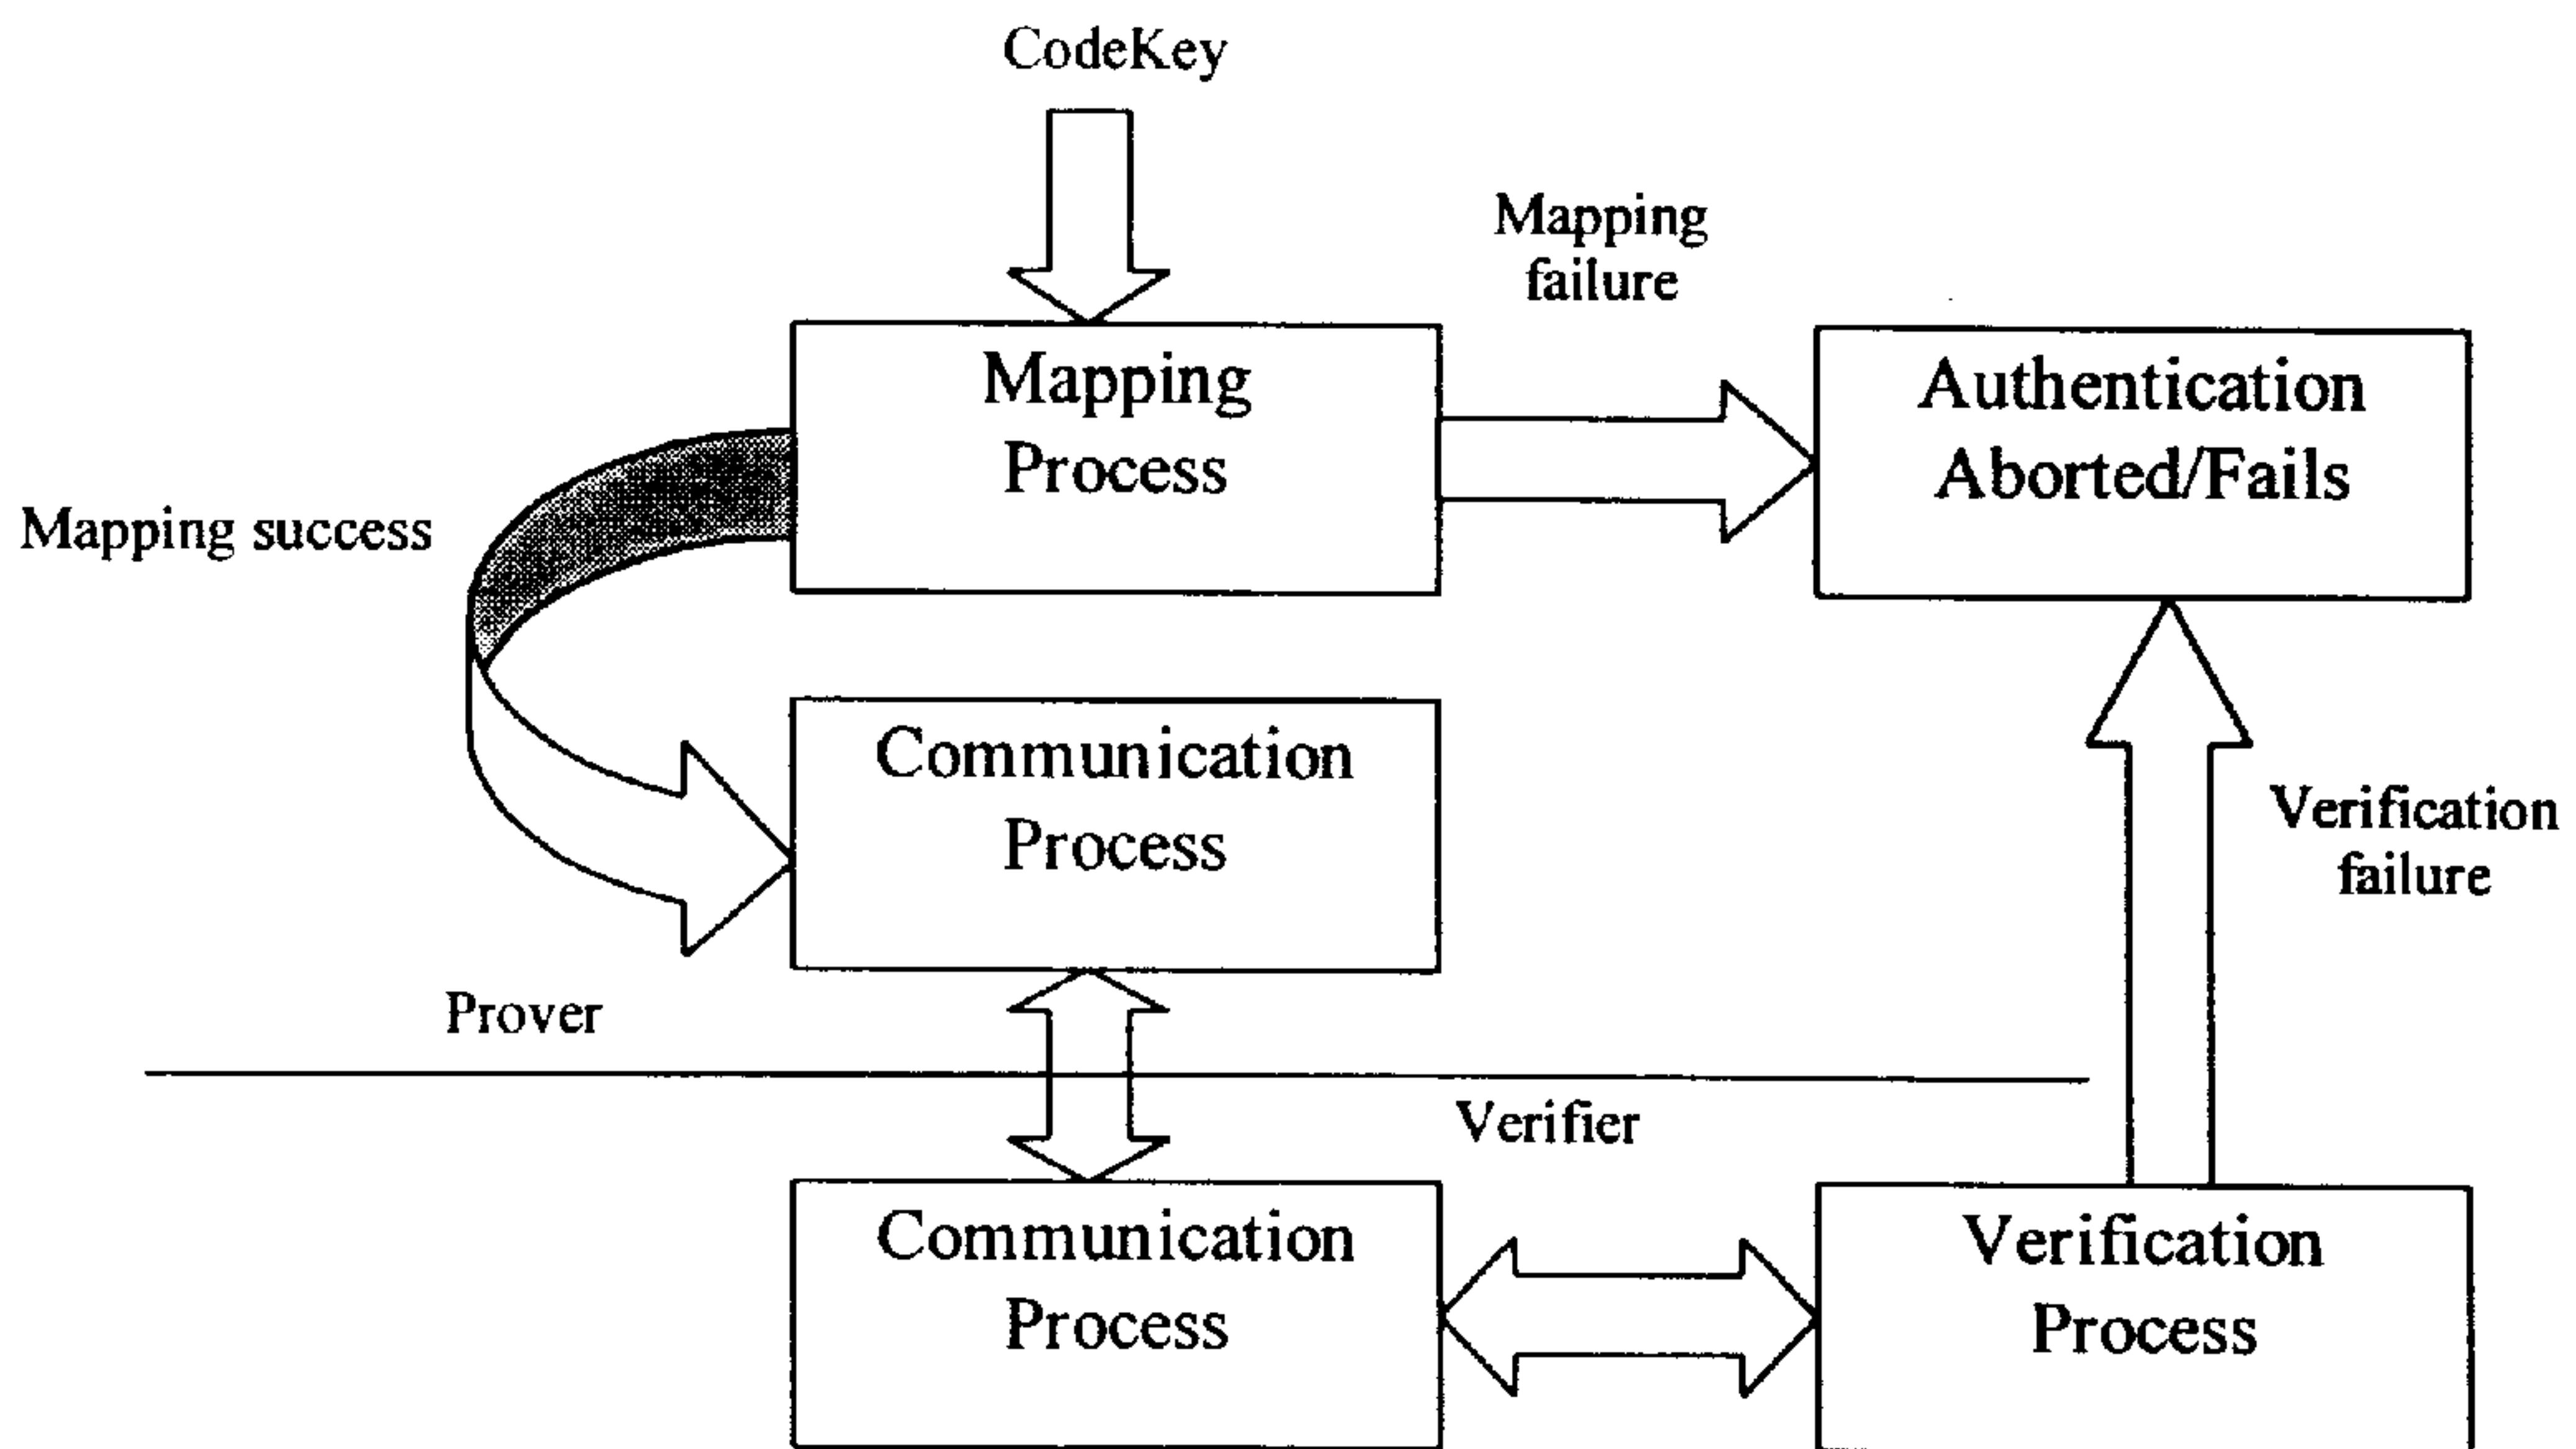 CodeKey
Mapping
failure
Mapping
Process
Authentication
Aborted/Fails
Mapping success
Communication
Process
Verification
failure
Prover
Verifier
Communication
Process
Verification
Process